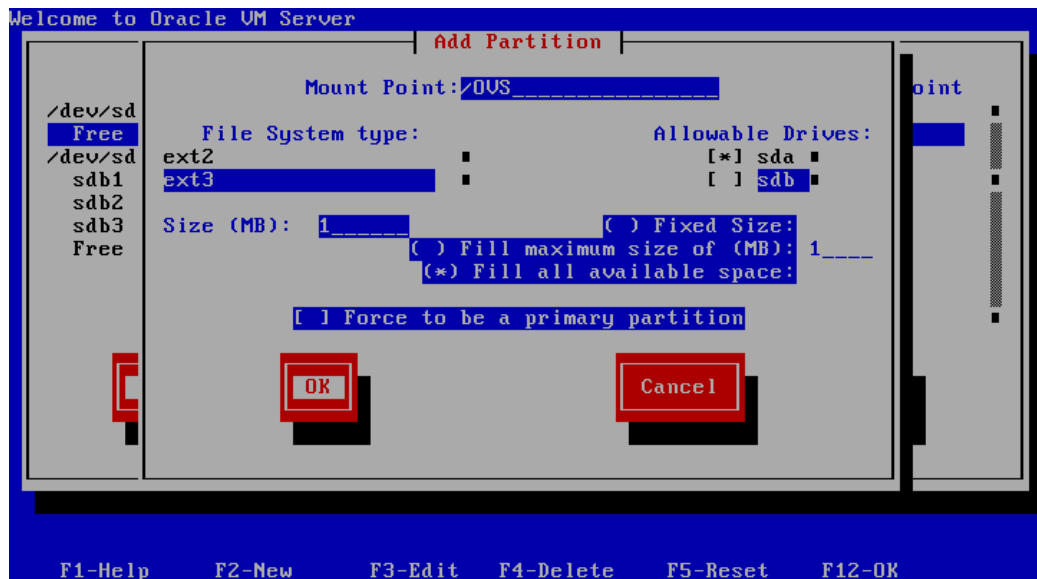 Welcome to Oracle VM Server
Add Partition
Mount Point:/OVS_________________ oint
/dev/sd
Free File System type: Allowable Drives:
/dev/sd ext2 [*] sda
sdb1 ext3 [ ] sdb
sdb2
sdb3 Size (MB): 1______ ( ) Fixed Size:
Free ( ) Fill maximum size of (MB): 1____
(*) Fill all available space:
[ ] Force to be a primary partition
OK Cancel
F1-Help F2-New F3-Edit F4-Delete F5-Reset F12-OK